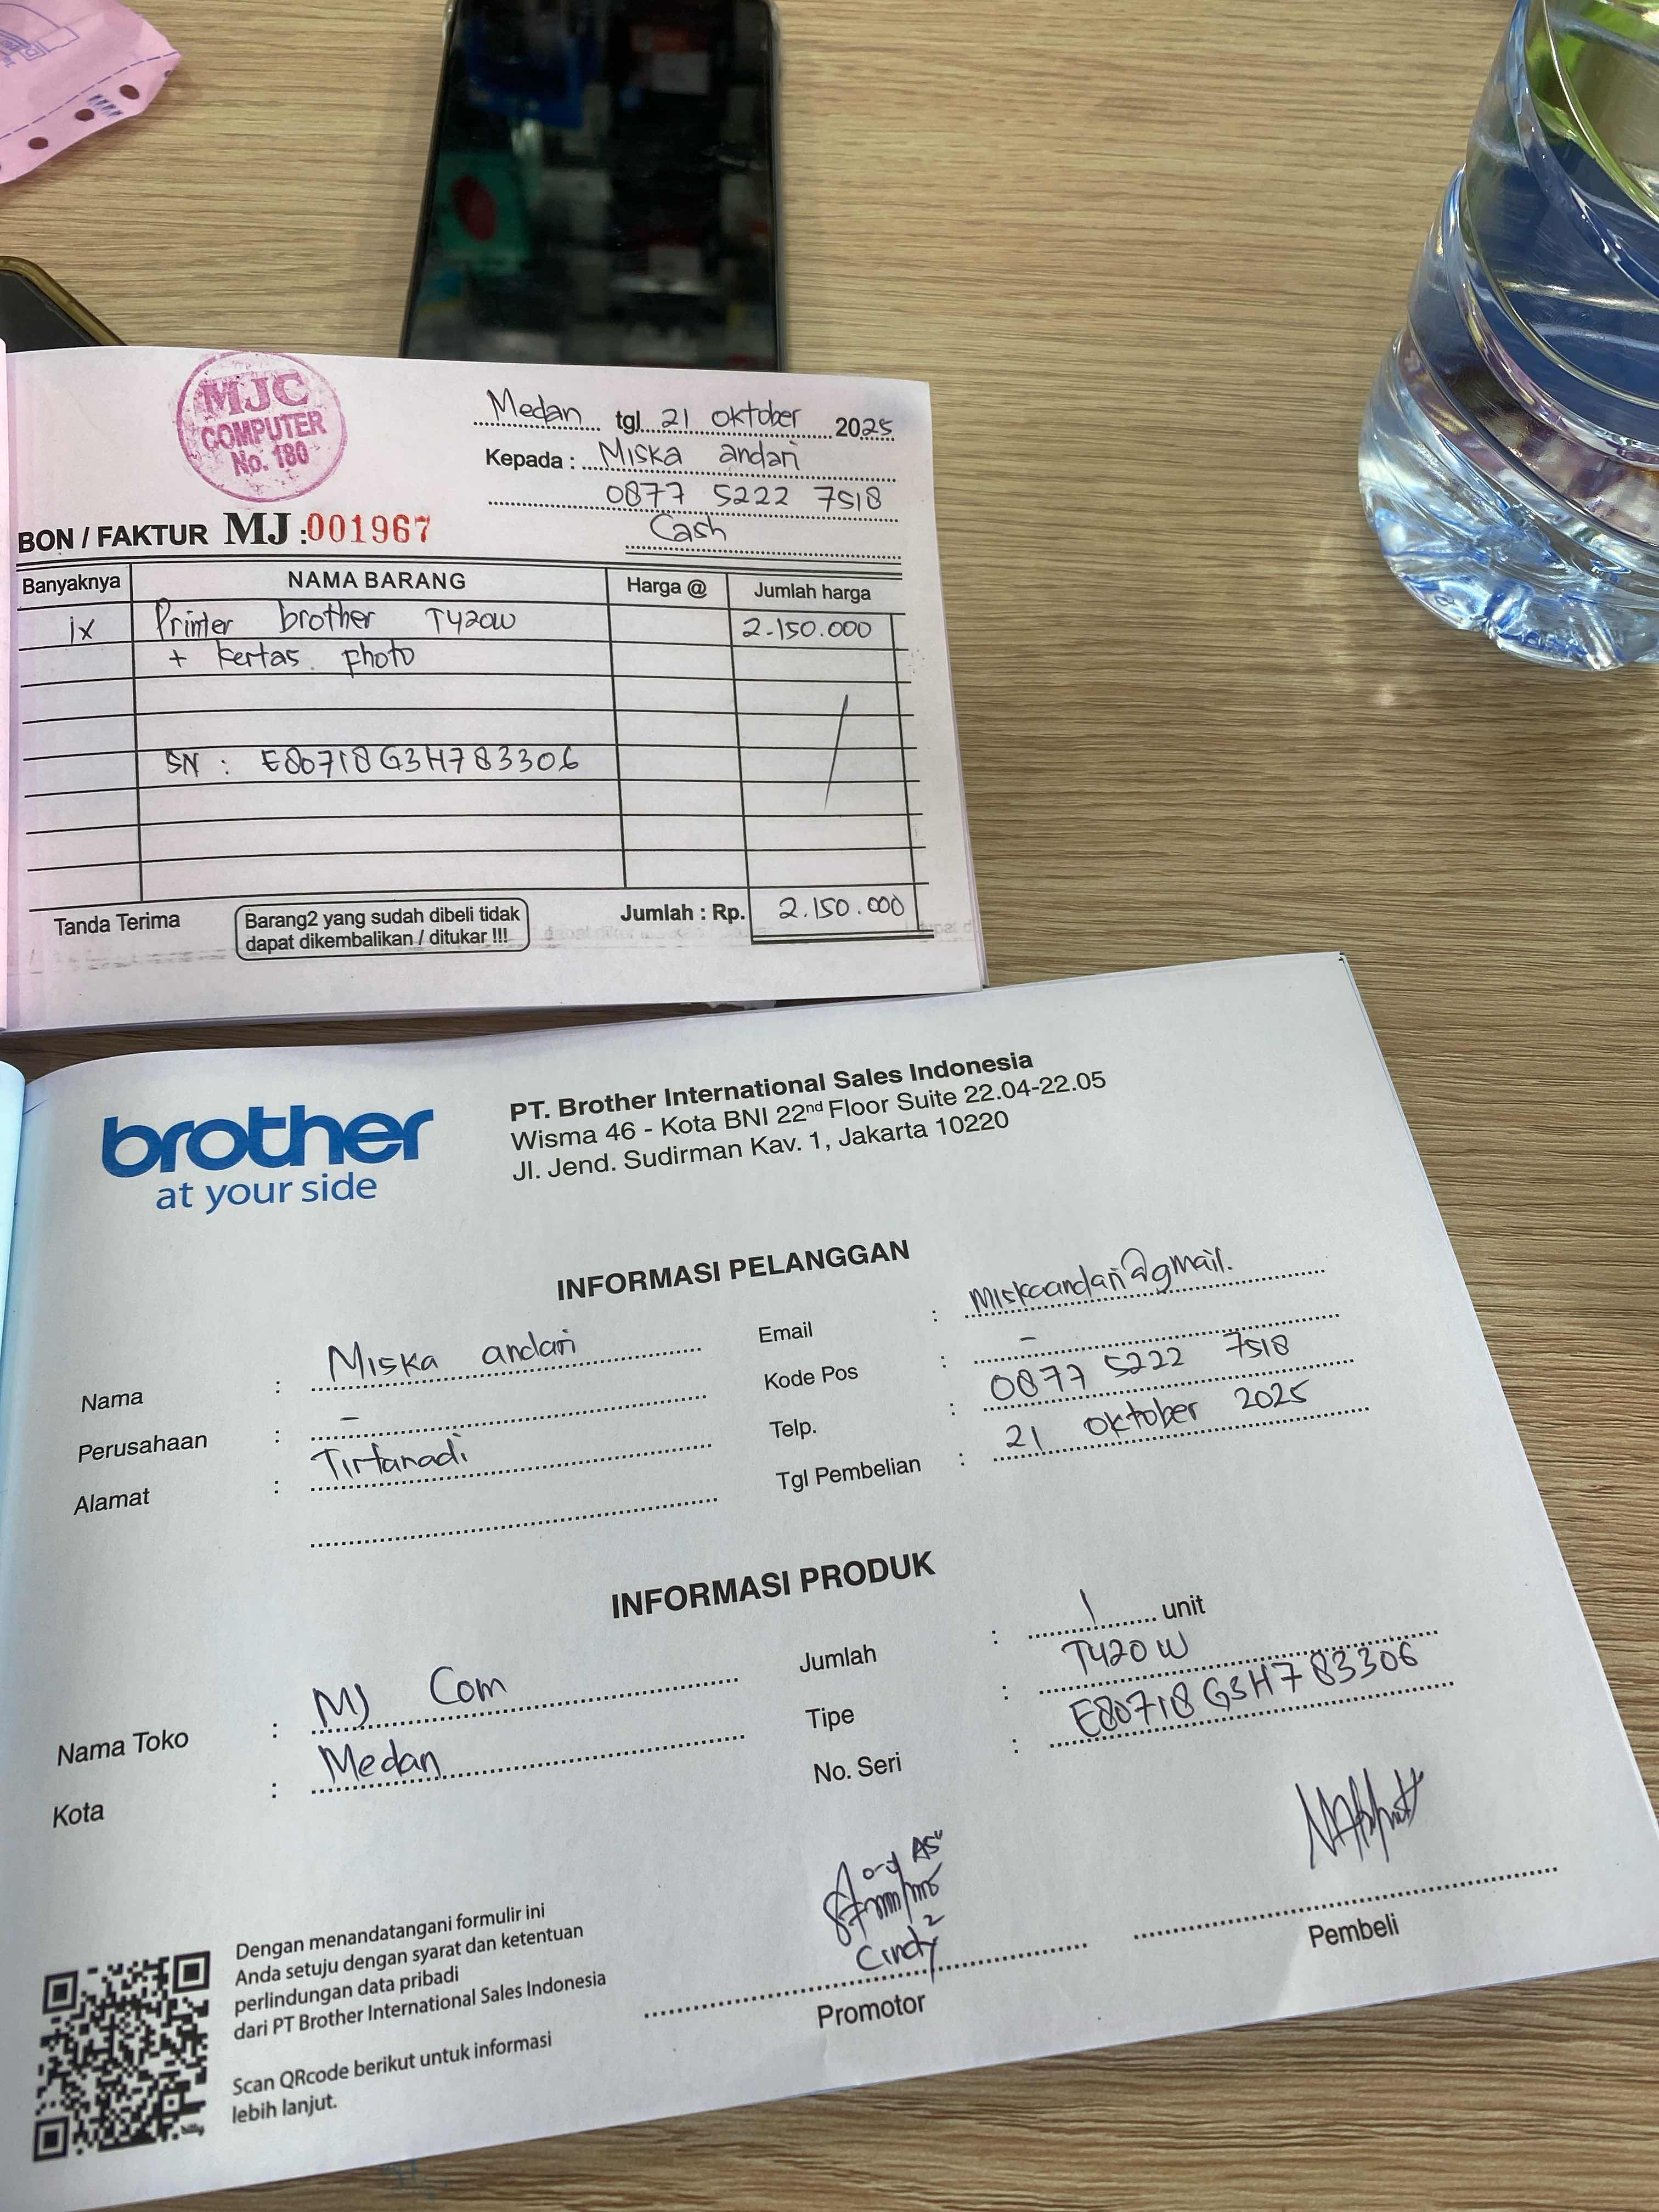 MJC
COMPUTER
No. 180
Medan tgl 21 oktober 2025
Kepada : Miska andari
0877 5222 7518
Cash
BON / FAKTUR MJ :001967
Banyaknya NAMA BARANG Harga @ Jumlah harga
1x Printer brother T420W 2.150.000
+ kertas photo
SN : E80718G3H783306
Tanda Terima
Barang2 yang sudah dibeli tidak
dapat dikembalikan / ditukar !!!
Jumlah : Rp. 2.150.000
brother
at your side
PT. Brother International Sales Indonesia
Wisma 46 - Kota BNI 22nd Floor Suite 22.04-22.05
Jl. Jend. Sudirman Kav. 1, Jakarta 10220
INFORMASI PELANGGAN
Nama : Miska andari
Perusahaan : -
Alamat : Tirtanadi
Email : miskaandari@gmail.
Kode Pos : -
Telp. : 0877 5222 7518
Tgl Pembelian : 21 oktober 2025
INFORMASI PRODUK
Nama Toko : MJ Com
Kota : Medan
Jumlah : 1 unit
Tipe : T420W
No. Seri : E80718G3H783306
Dengan menandatangani formulir ini
Anda setuju dengan syarat dan ketentuan
perlindungan data pribadi
dari PT Brother International Sales Indonesia
Scan QRcode berikut untuk informasi
lebih lanjut.
Cindy
Promotor
Pembeli